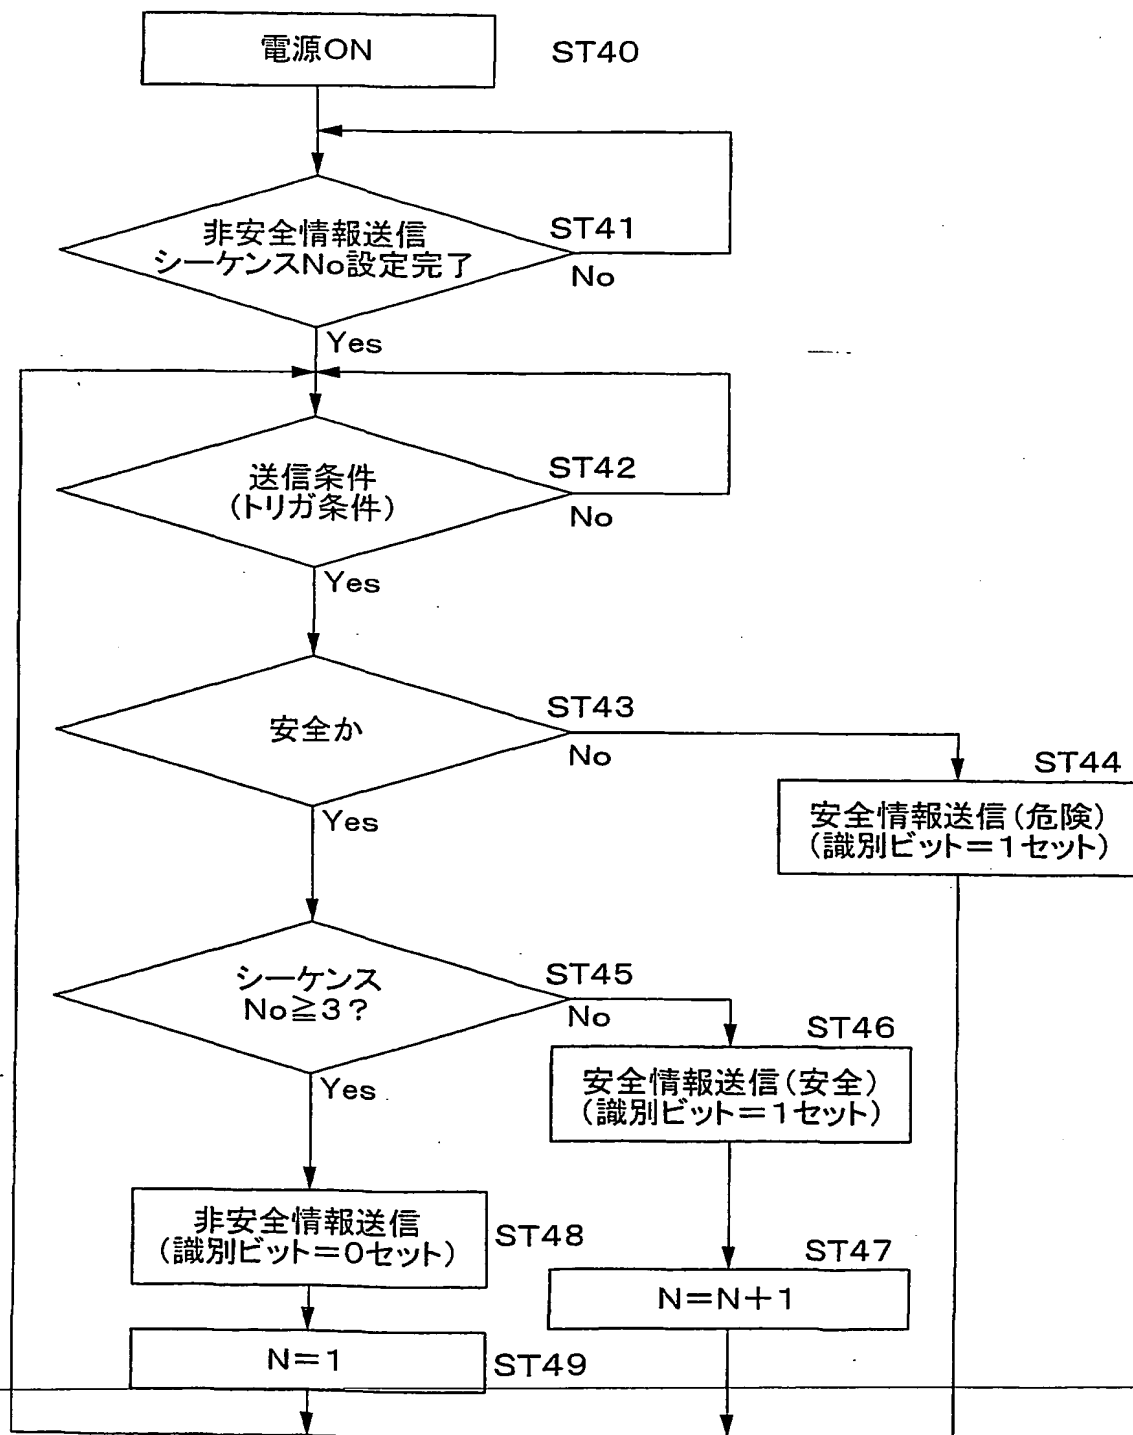 電源ON
ST40
非安全情報送信
シーケンスNo設定完了
ST41
No
Yes
送信条件
(トリガ条件)
ST42
No
Yes
安全か
ST43
No
Yes
ST44
安全情報送信(危険)
(識別ビット=1セット)
シーケンス
No≧3?
ST45
No
Yes
ST46
安全情報送信(安全)
(識別ビット=1セット)
非安全情報送信
(識別ビット=0セット)
ST48
ST47
N=N+1
N=1
ST49